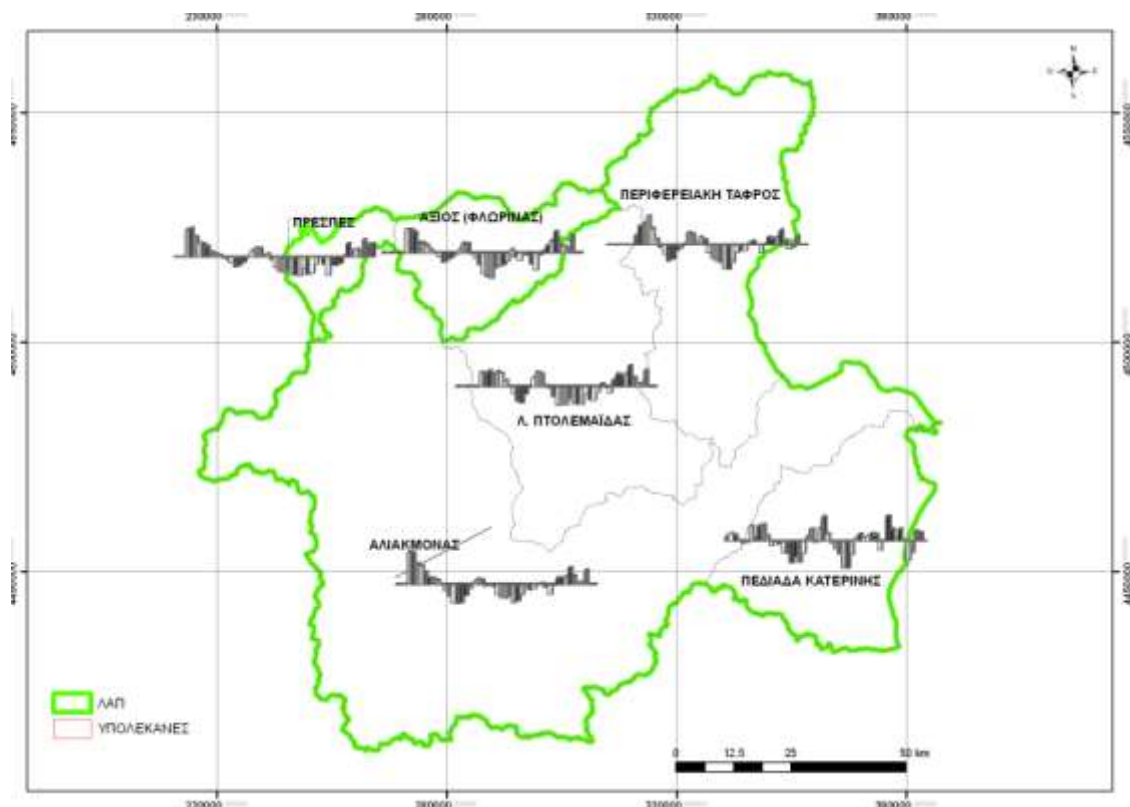 ΠΕΡΙΦΕΡΕΙΑΚΗ ΤΑΦΡΟΣ
ΠΡΕΣΠΕΣ
ΑΞΙΟΣ (ΦΛΩΡΙΝΑΣ)
Λ. ΠΤΟΛΕΜΑΪΔΑΣ
ΑΛΙΑΚΜΟΝΑΣ
ΠΕΔΙΑΔΑ ΚΑΤΕΡΙΝΗΣ
ΛΑΠ
ΥΠΟΛΕΚΑΝΕΣ
0 12.5 25 50 km